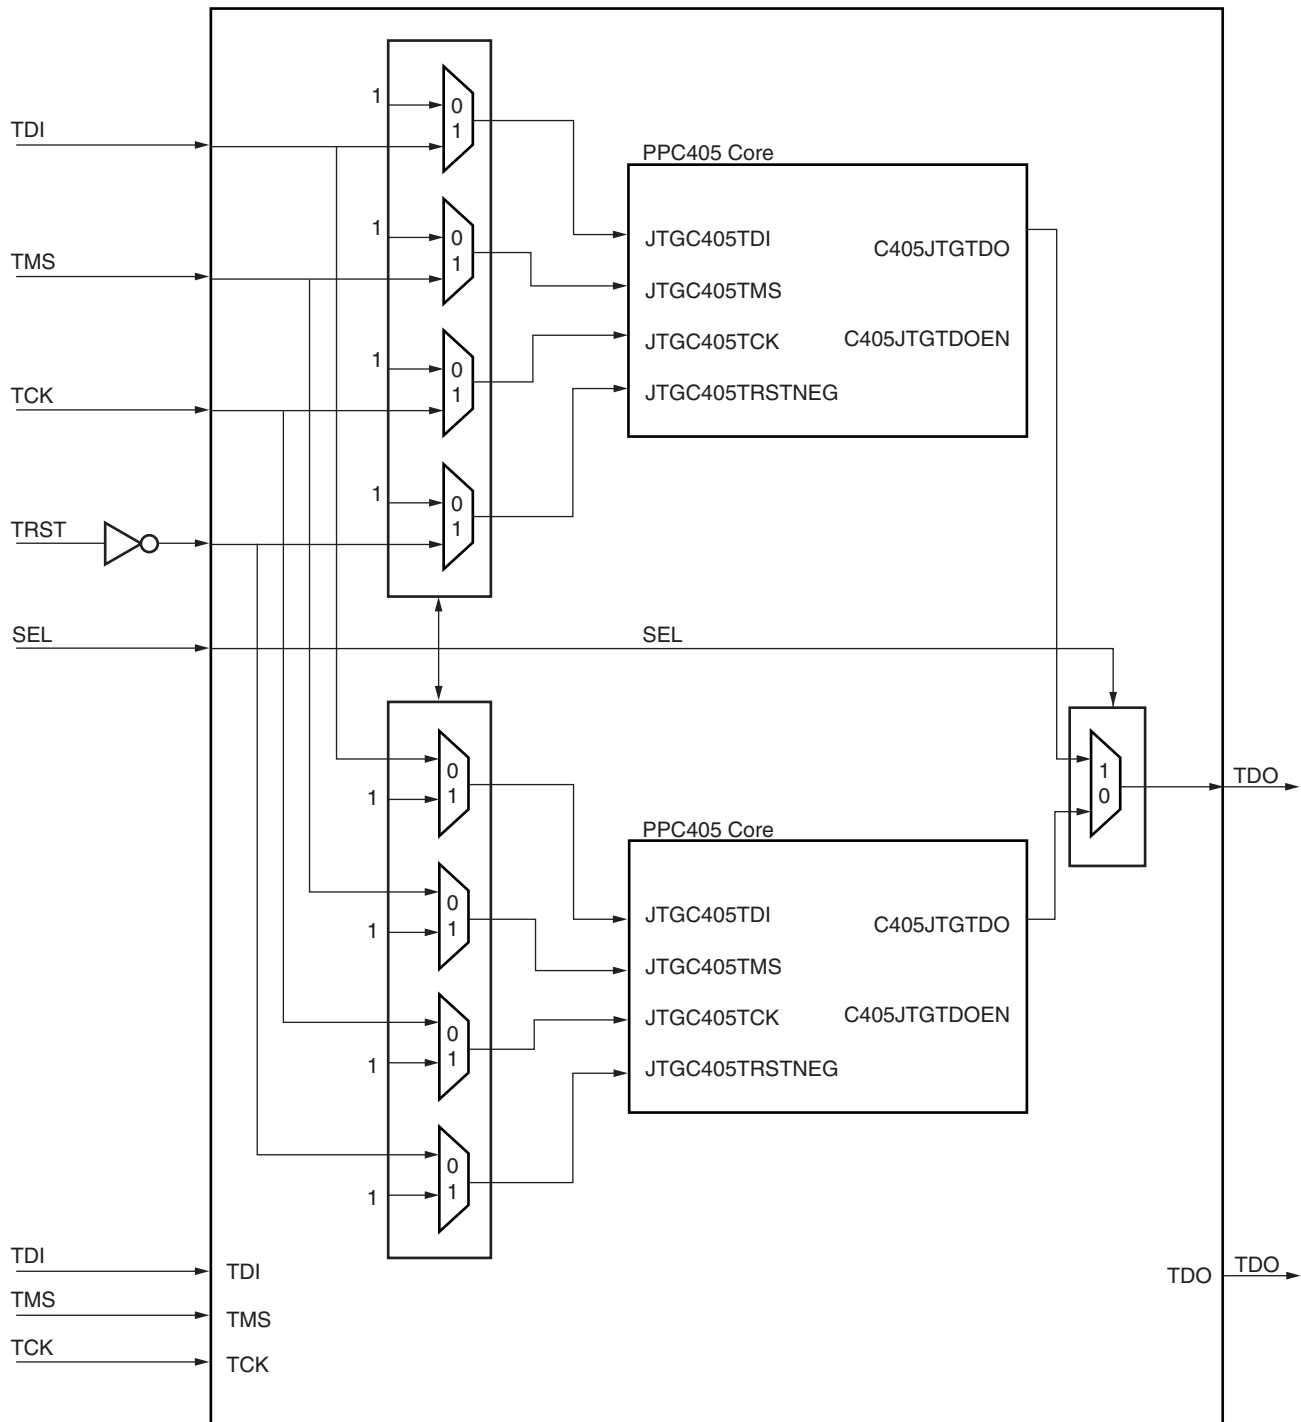 1
0
1
TDI
PPC405 Core
1
0
1
JTGC405TDI
C405JTGTDO
TMS
JTGC405TMS
1
0
1
JTGC405TCK
C405JTGTDOEN
TCK
JTGC405TRSTNEG
1
0
1
TRST
SEL
SEL
0
1
1
1
0
TDO
PPC405 Core
0
1
1
JTGC405TDI
C405JTGTDO
JTGC405TMS
0
1
1
JTGC405TCK
C405JTGTDOEN
JTGC405TRSTNEG
0
1
1
TDI
TDI
TDO
TDO
TMS
TMS
TCK
TCK